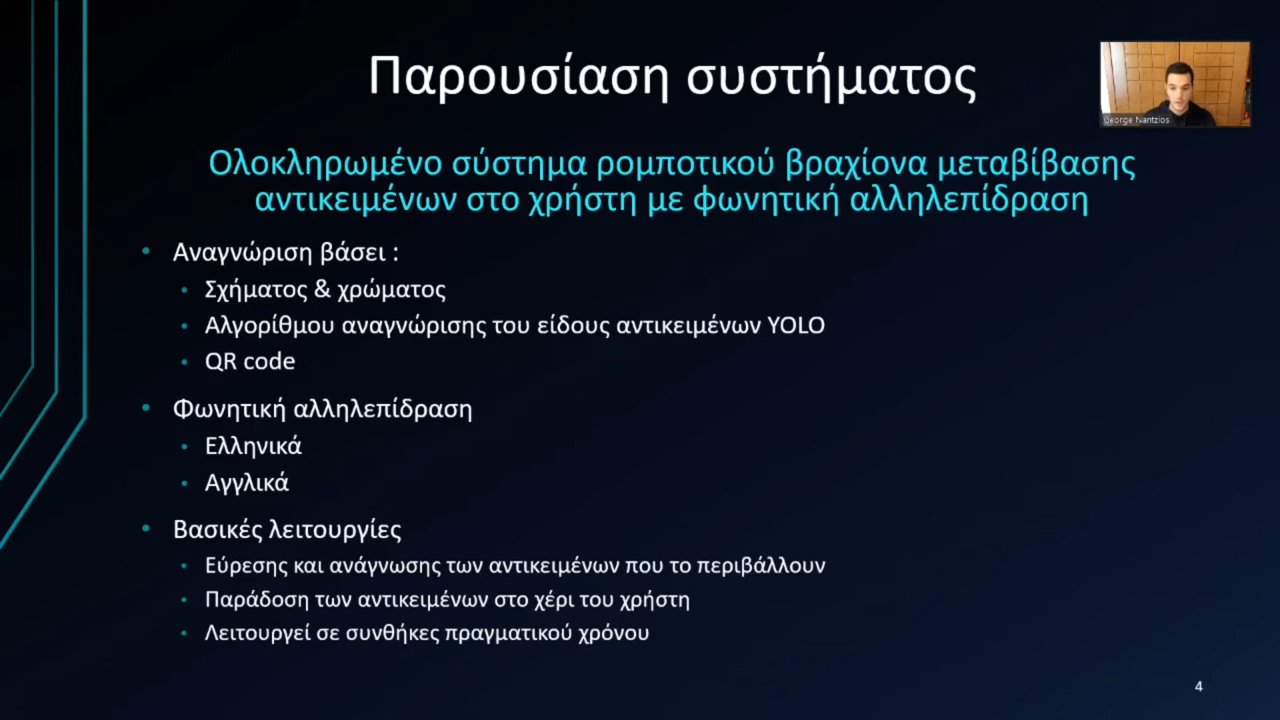 Παρουσίαση συστήματος
George Nantzios
Ολοκληρωμένο σύστημα ρομποτικού βραχίονα μεταβίβασης
αντικειμένων στο χρήστη με φωνητική αλληλεπίδραση
• Αναγνώριση βάσει :
• Σχήματος & χρώματος
• Αλγορίθμου αναγνώρισης του είδους αντικειμένων YOLO
• QR code
• Φωνητική αλληλεπίδραση
• Ελληνικά
• Αγγλικά
• Βασικές λειτουργίες
• Εύρεσης και ανάγνωσης των αντικειμένων που το περιβάλλουν
• Παράδοση των αντικειμένων στο χέρι του χρήστη
• Λειτουργεί σε συνθήκες πραγματικού χρόνου
4